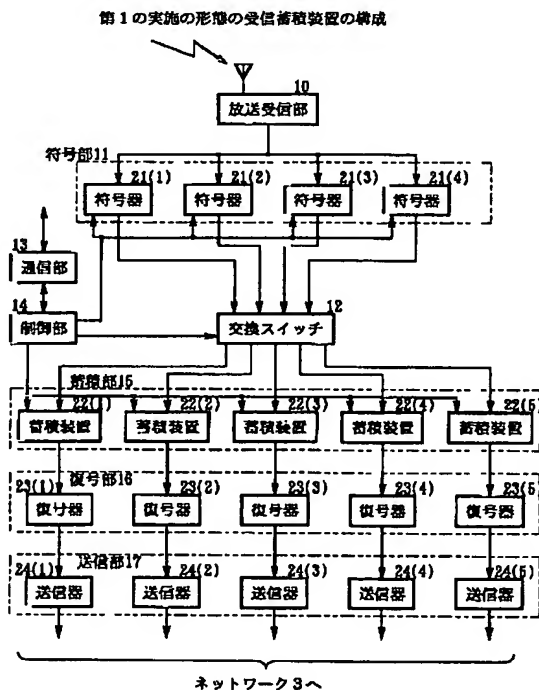 第１の実施の形態の受信蓄積装置の構成
10
放送受信部
符号部11
21(1) 21(2) 21(3) 21(4)
符号器 符号器 符号器 符号器
13
通信部
14 12
制御部 交換スイッチ
蓄積部15
22(1) 22(2) 22(3) 22(4) 22(5)
蓄積装置 蓄積装置 蓄積装置 蓄積装置 蓄積装置
復号部16
23(1) 23(2) 23(3) 23(4) 23(5)
復号器 復号器 復号器 復号器 復号器
送信部17
24(1) 24(2) 24(3) 24(4) 24(5)
送信器 送信器 送信器 送信器 送信器
ネットワーク３へ